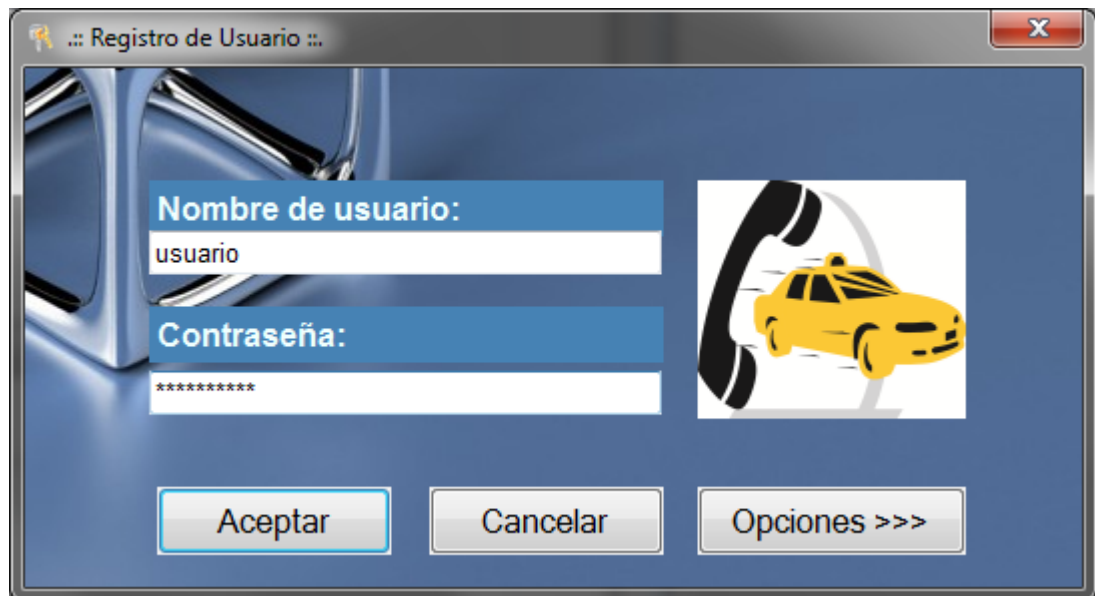 .:: Registro de Usuario ::.
Nombre de usuario:
usuario
Contraseña:
**********
Aceptar
Cancelar
Opciones >>>